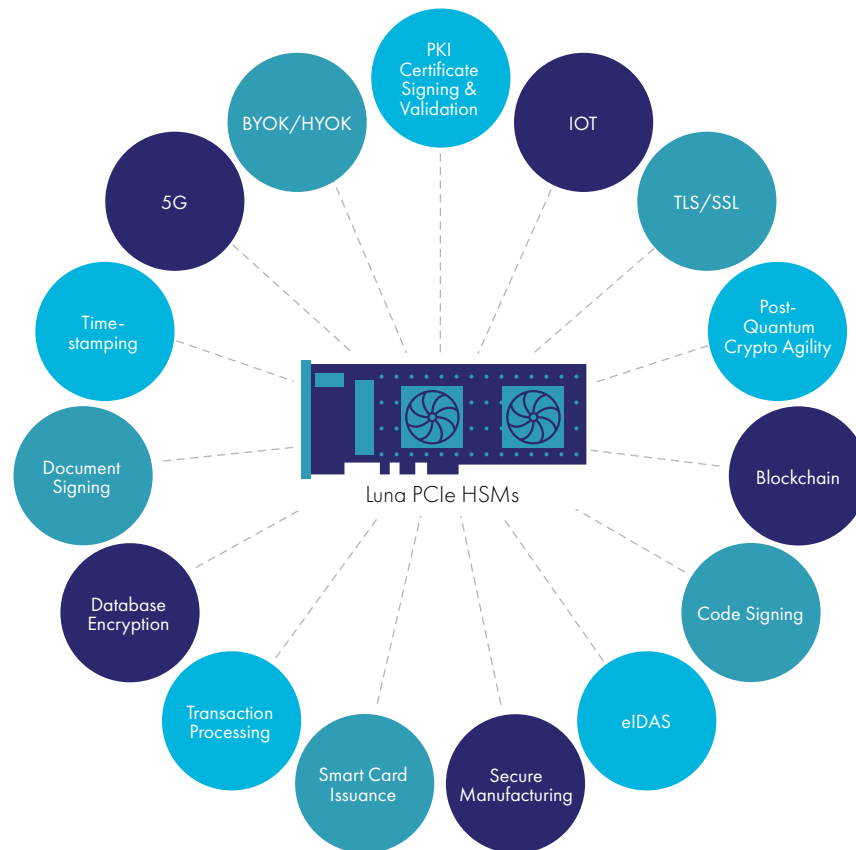 PKI
Certificate
Signing &
Validation
IOT
TLS/SSL
Post-
Quantum
Crypto Agility
Blockchain
Code Signing
eIDAS
Secure
Manufacturing
Smart Card
Issuance
Transaction
Processing
Database
Encryption
Document
Signing
Time-
stamping
5G
BYOK/HYOK
Luna PCIe HSMs